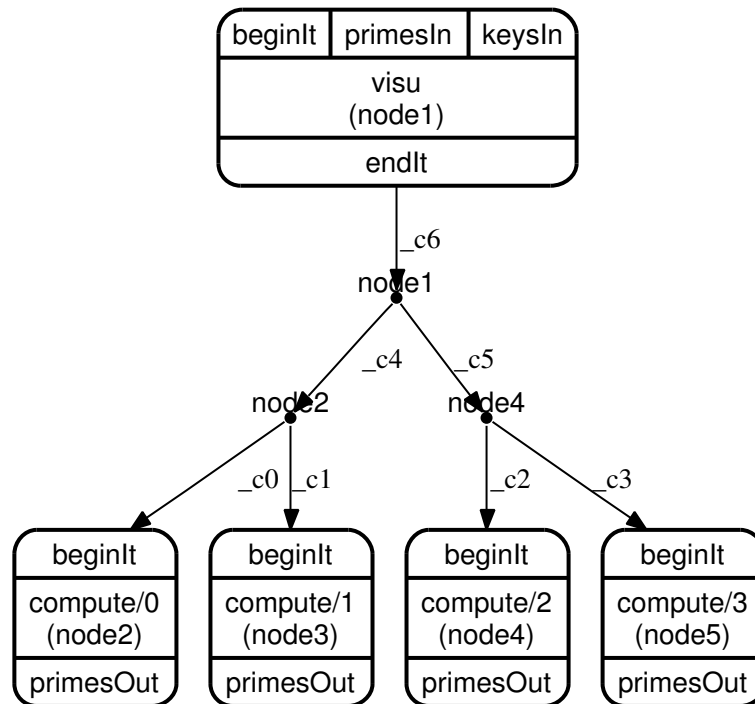 beginIt primesIn keysIn
visu
(node1)
endIt
_c6
node1
_c4 _c5
node2 node4
_c0 _c1 _c2 _c3
beginIt beginIt beginIt beginIt
compute/0 compute/1 compute/2 compute/3
(node2) (node3) (node4) (node5)
primesOut primesOut primesOut primesOut